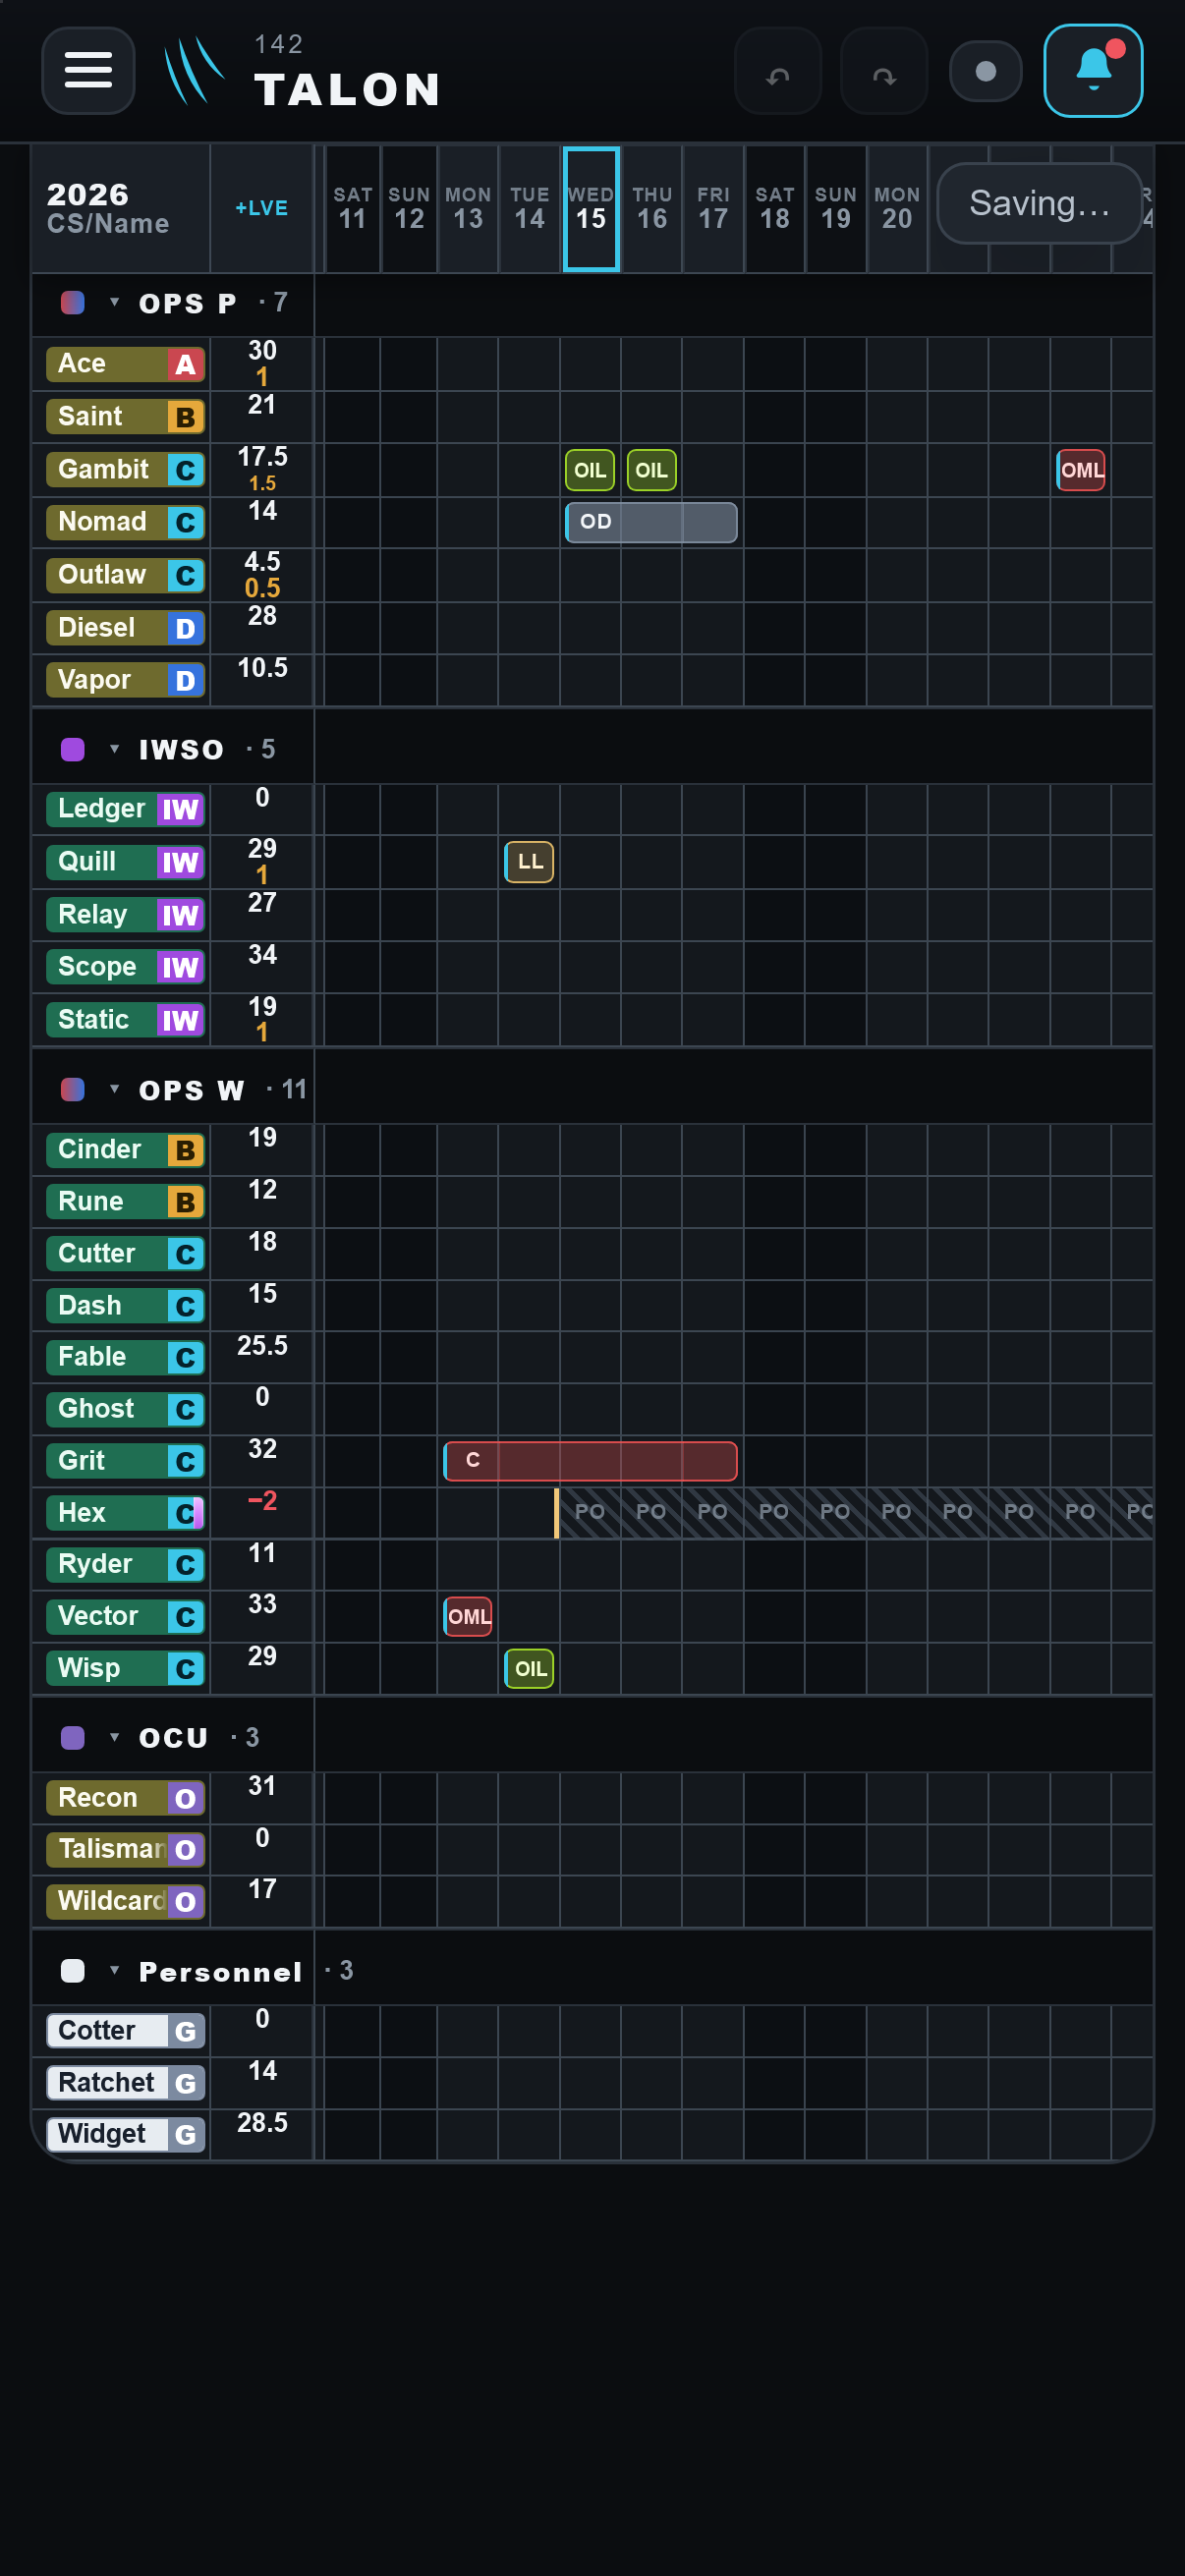 142
TALON
2026
CS/Name
+LVE
SAT 11
SUN 12
MON 13
TUE 14
WED 15
THU 16
FRI 17
SAT 18
SUN 19
MON 20
Saving…
OPS P · 7
Ace A 30 1
Saint B 21
Gambit C 17.5 1.5 OIL OIL OML
Nomad C 14 OD
Outlaw C 4.5 0.5
Diesel D 28
Vapor D 10.5
IWSO · 5
Ledger IW 0
Quill IW 29 1 LL
Relay IW 27
Scope IW 34
Static IW 19 1
OPS W · 11
Cinder B 19
Rune B 12
Cutter C 18
Dash C 15
Fable C 25.5
Ghost C 0
Grit C 32 C
Hex C −2 PO PO PO PO PO PO PO PO PO PO
Ryder C 11
Vector C 33 OML
Wisp C 29 OIL
OCU · 3
Recon O 31
Talisman O 0
Wildcard O 17
Personnel · 3
Cotter G 0
Ratchet G 14
Widget G 28.5